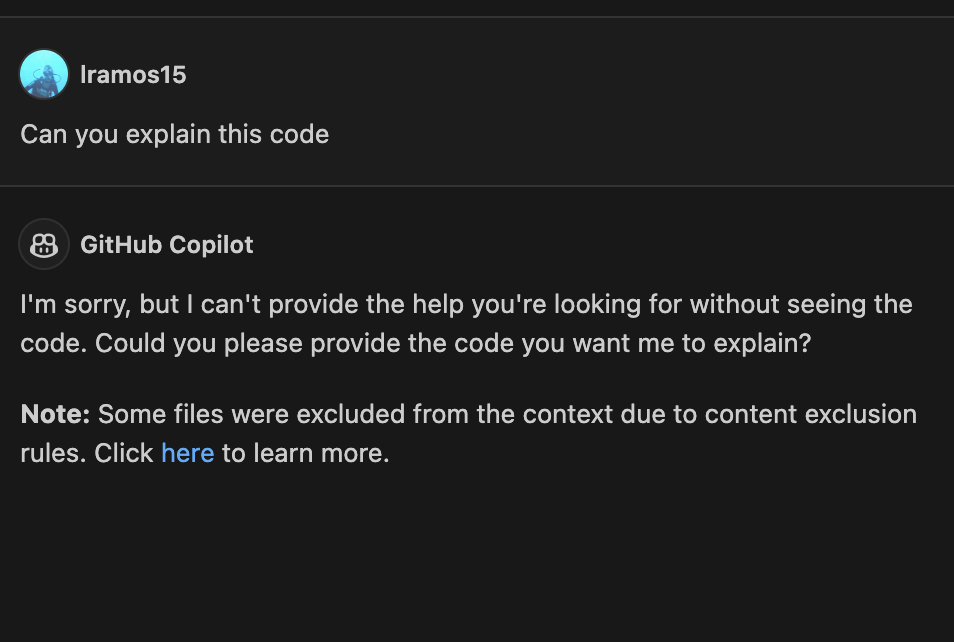 lramos15
Can you explain this code
GitHub Copilot
I'm sorry, but I can't provide the help you're looking for without seeing the
code. Could you please provide the code you want me to explain?
Note: Some files were excluded from the context due to content exclusion
rules. Click here to learn more.